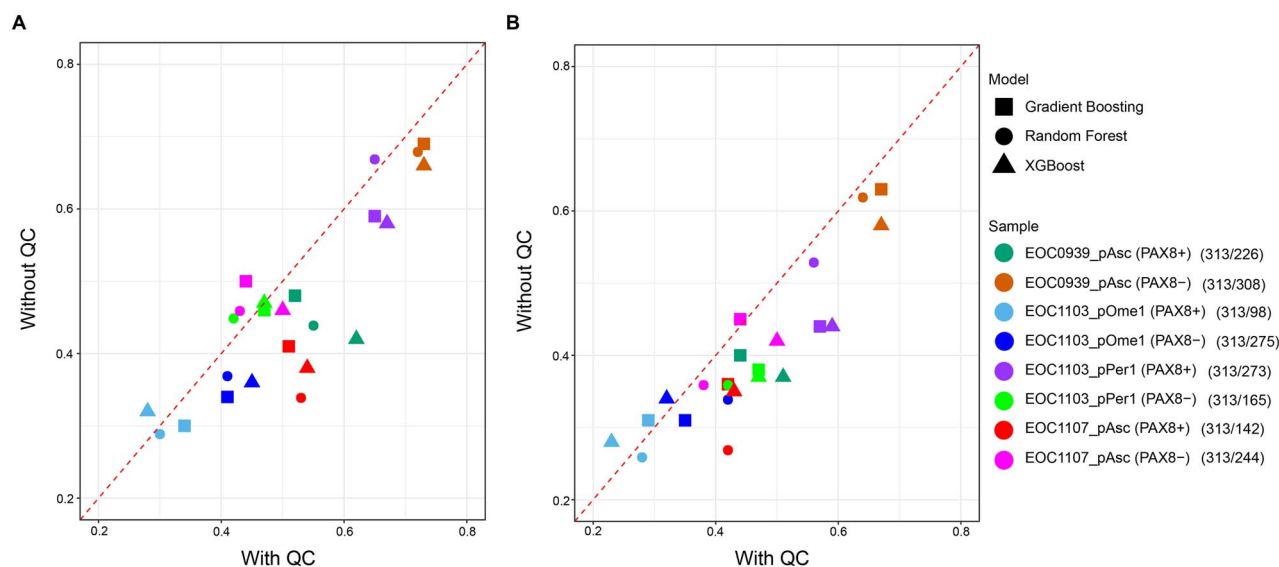 A
B
0.8
0.6
0.4
0.2
Without QC
0.2
0.4
0.6
0.8
With QC
0.8
0.6
0.4
0.2
Without QC
0.2
0.4
0.6
0.8
With QC
Model
Gradient Boosting
Random Forest
XGBoost
Sample
EOC0939_pAsc (PAX8+) (313/226)
EOC0939_pAsc (PAX8−) (313/308)
EOC1103_pOme1 (PAX8+) (313/98)
EOC1103_pOme1 (PAX8−) (313/275)
EOC1103_pPer1 (PAX8+) (313/273)
EOC1103_pPer1 (PAX8−) (313/165)
EOC1107_pAsc (PAX8+) (313/142)
EOC1107_pAsc (PAX8−) (313/244)